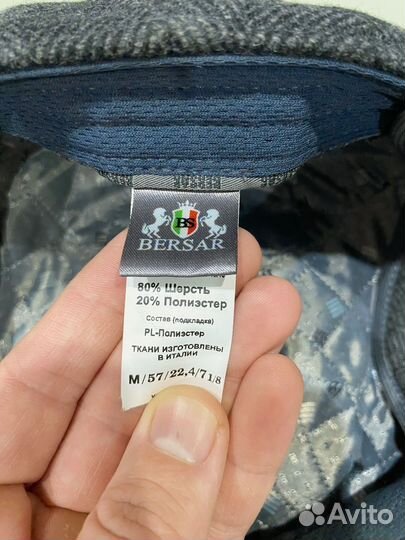 BS
BERSAR
80% Шерсть
20% Полиэстер
Состав (подкладка)
PL-Полиэстер
ТКАНИ ИЗГОТОВЛЕНЫ
В ИТАЛИИ
M/57/22,4/71/8
Avito